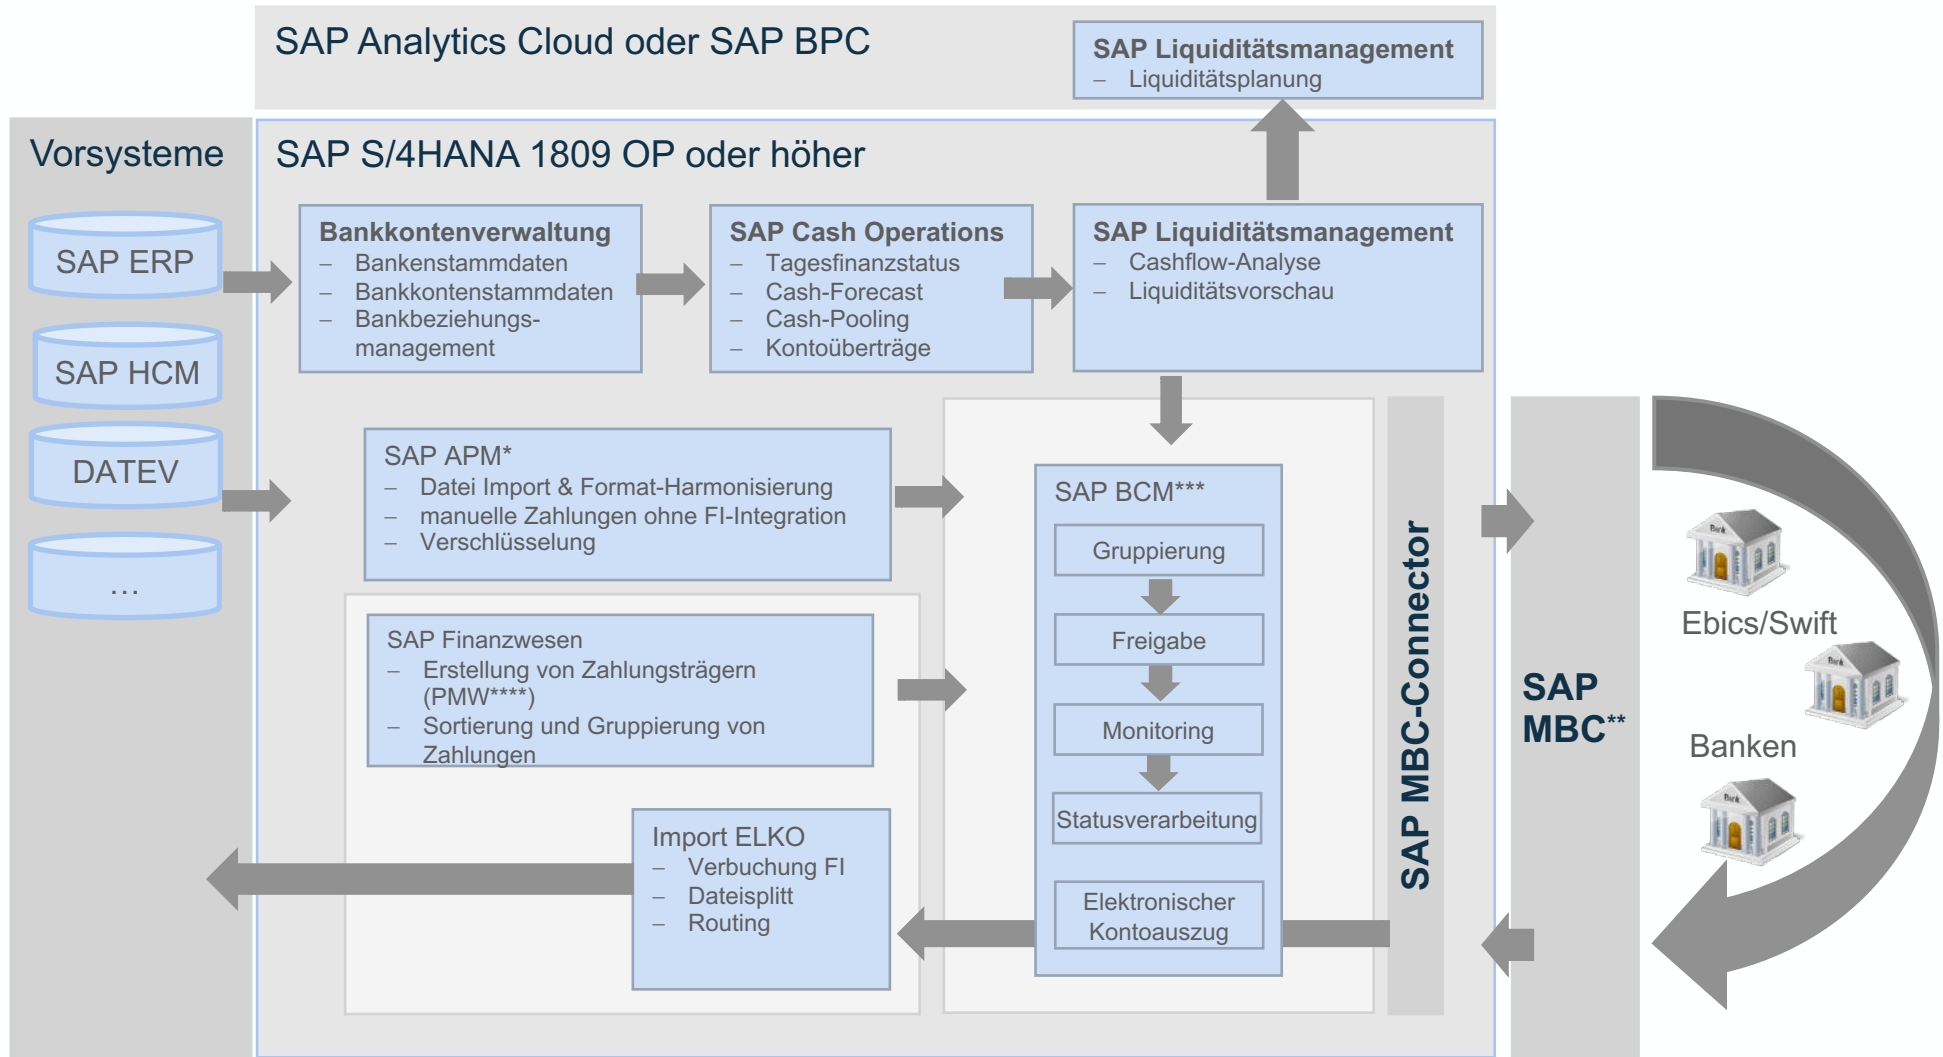 SAP Analytics Cloud oder SAP BPC
SAP Liquiditätsmanagement
– Liquiditätsplanung
Vorsysteme
SAP ERP
SAP HCM
DATEV
...
SAP S/4HANA 1809 OP oder höher
Bankkontenverwaltung
– Bankenstammdaten
– Bankkontenstammdaten
– Bankbeziehungs-
management
SAP Cash Operations
– Tagesfinanzstatus
– Cash-Forecast
– Cash-Pooling
– Kontoüberträge
SAP Liquiditätsmanagement
– Cashflow-Analyse
– Liquiditätsvorschau
SAP APM*
– Datei Import & Format-Harmonisierung
– manuelle Zahlungen ohne FI-Integration
– Verschlüsselung
SAP Finanzwesen
– Erstellung von Zahlungsträgern
(PMW****)
– Sortierung und Gruppierung von
Zahlungen
Import ELKO
– Verbuchung FI
– Dateisplitt
– Routing
SAP BCM***
Gruppierung
Freigabe
Monitoring
Statusverarbeitung
Elektronischer
Kontoauszug
SAP MBC-Connector
SAP
MBC**
Bank
Ebics/Swift
Bank
Banken
Bank